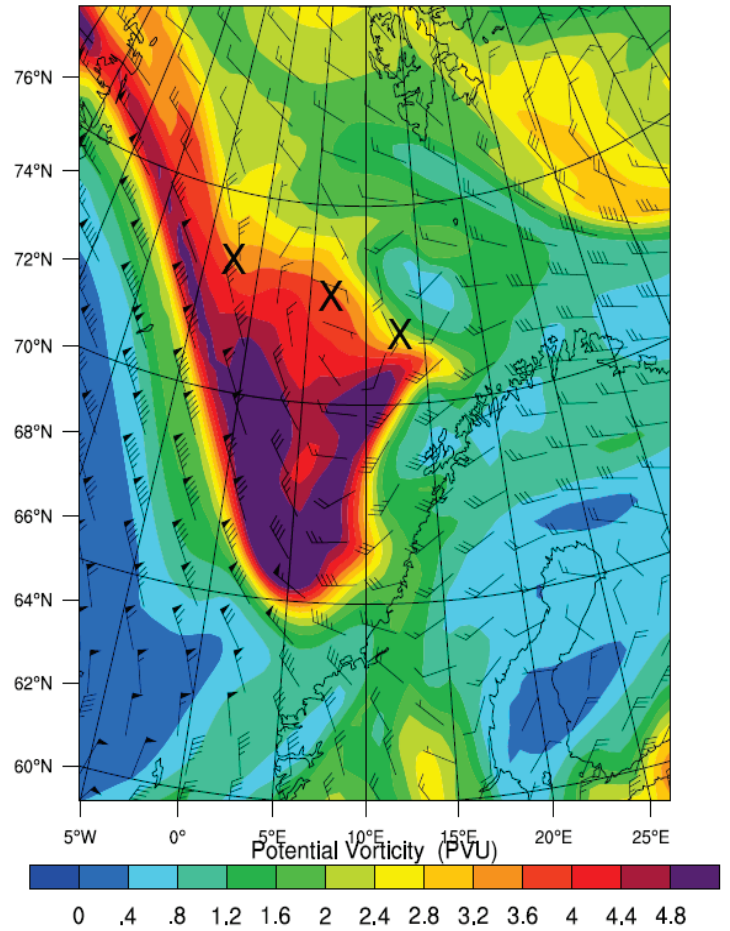 76°N
74°N
72°N
X
X
X
70°N
68°N
66°N
64°N
62°N
60°N
5°W 0° 5°E 10°E 15°E 20°E 25°E
Potential Vorticity (PVU)
0 .4 .8 1.2 1.6 2 2.4 2.8 3.2 3.6 4 4.4 4.8